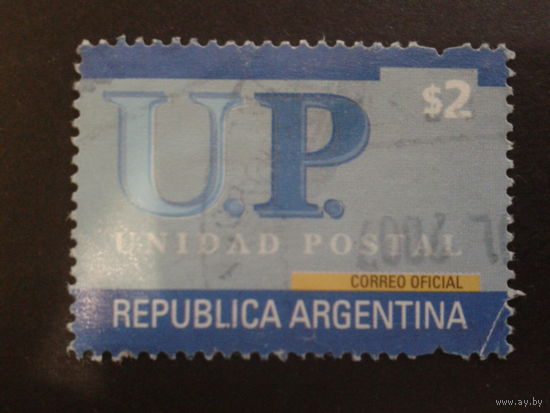 $2
U.P.
UNIDAD POSTAL
CORREO OFICIAL
REPUBLICA ARGENTINA
www.ay.by